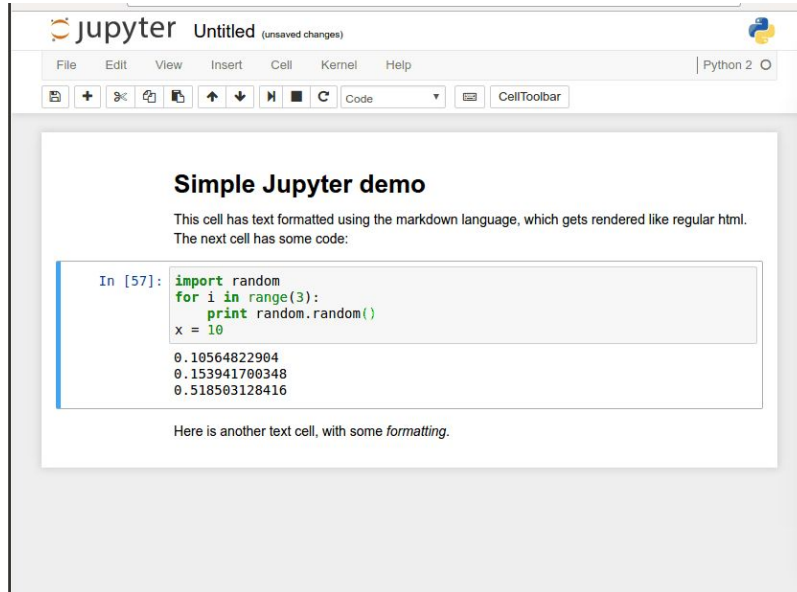 jupyter Untitled (unsaved changes)
File Edit View Insert Cell Kernel Help Python 2
Code CellToolbar
Simple Jupyter demo
This cell has text formatted using the markdown language, which gets rendered like regular html.
The next cell has some code:
In [57]: import random
for i in range(3):
    print random.random()
x = 10
0.10564822904
0.153941700348
0.518503128416
Here is another text cell, with some formatting.